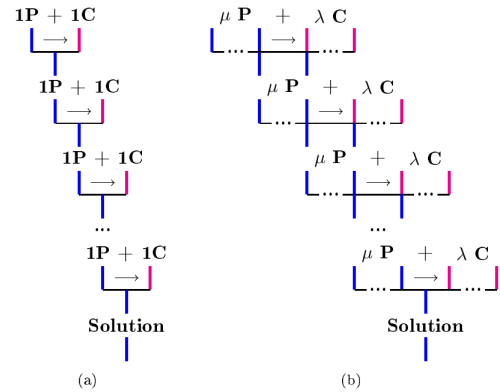 1P + 1C
μ P + λ C
...
...
1P + 1C
μ P + λ C
...
...
1P + 1C
μ P + λ C
...
...
...
...
1P + 1C
μ P + λ C
...
...
Solution
Solution
(a)
(b)